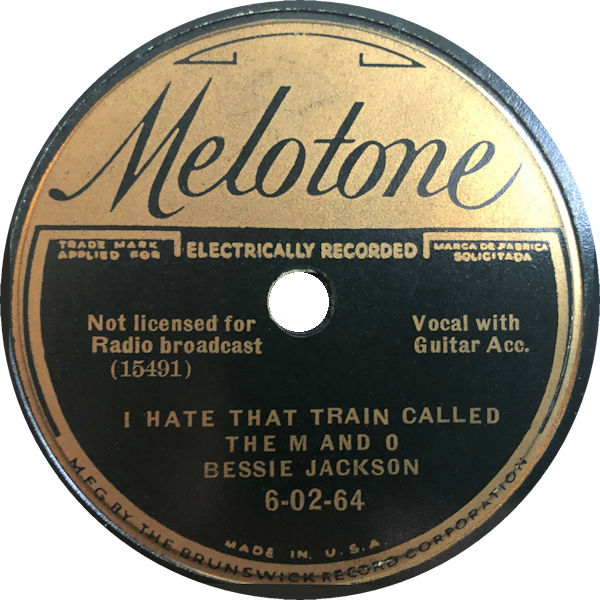 Melotone
TRADE MARK
APPLIED FOR
ELECTRICALLY RECORDED
MARCA DE FABRICA
SOLICITADA
Not licensed for
Radio broadcast
(15491)
Vocal with
Guitar Acc.
I HATE THAT TRAIN CALLED
THE M AND O
BESSIE JACKSON
6-02-64
MADE IN U.S.A.
MFG BY THE BRUNSWICK RECORD CORPORATION